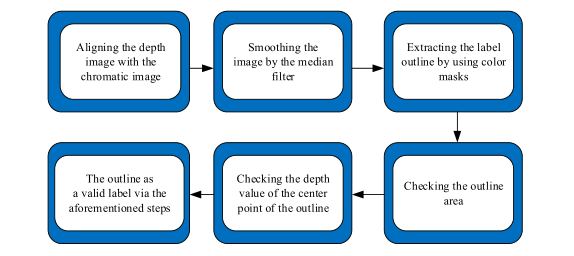 Aligning the depth
image with the
chromatic image
Smoothing the
image by the median
filter
Extracting the label
outline by using color
masks
Checking the outline
area
Checking the depth
value of the center
point of the outline
The outline as
a valid label via the
aforementioned steps